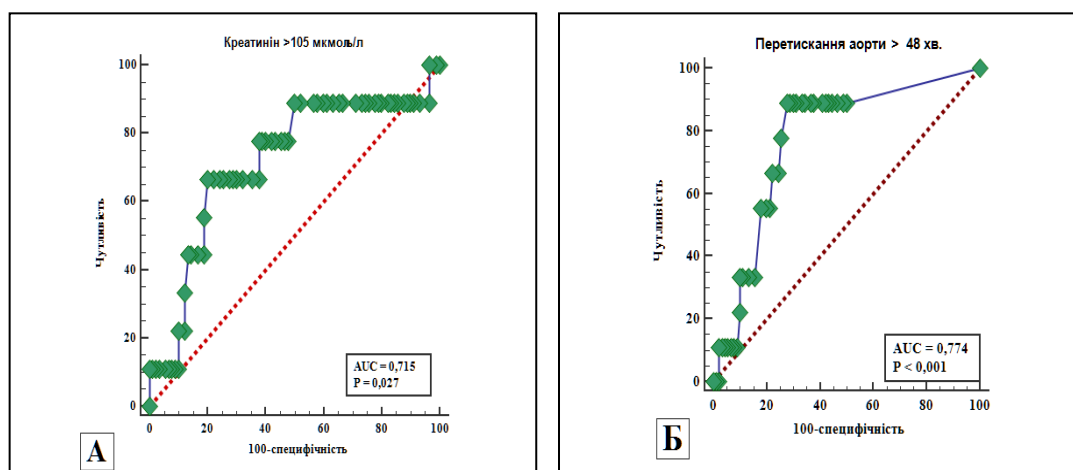 Креатинін >105 мкмоль/л
100
80
60
40
20
0
Чутливість
0 20 40 60 80 100
100-специфічність
AUC = 0,715
P = 0,027
А
Перетискання аорти > 48 хв.
100
80
60
40
20
0
Чутливість
0 20 40 60 80 100
100-специфічність
AUC = 0,774
P < 0,001
Б